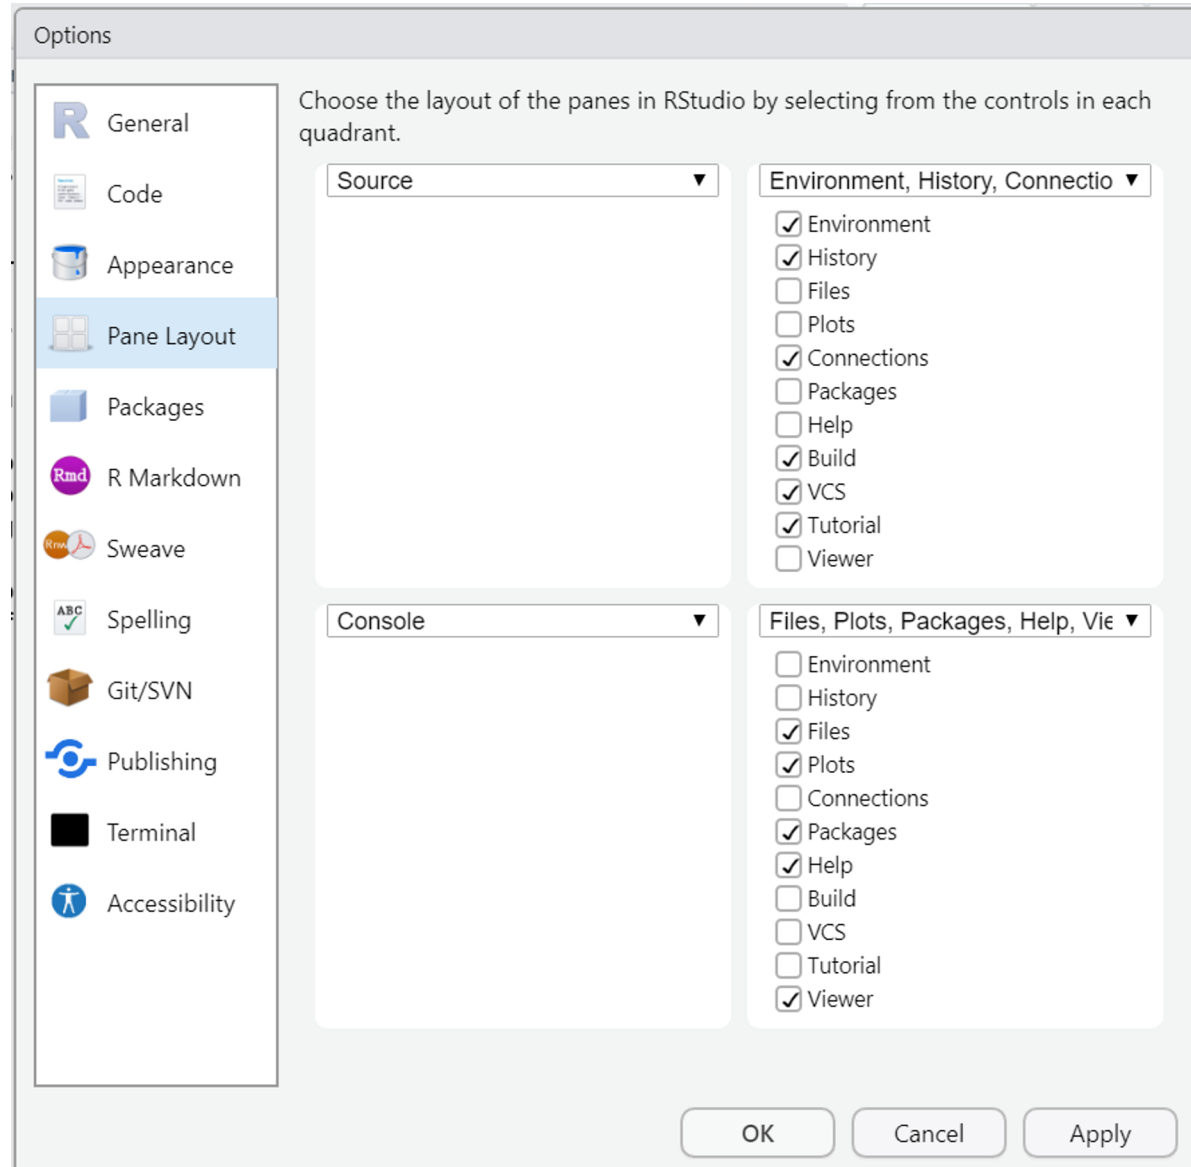 Options
General
Code
Appearance
Pane Layout
Packages
Rmd
R Markdown
Rnw
Sweave
ABC
Spelling
Git/SVN
Publishing
Terminal
Accessibility
Choose the layout of the panes in RStudio by selecting from the controls in each
quadrant.
Source
Environment, History, Connectio
Environment
History
Files
Plots
Connections
Packages
Help
Build
VCS
Tutorial
Viewer
Console
Files, Plots, Packages, Help, Vie
Environment
History
Files
Plots
Connections
Packages
Help
Build
VCS
Tutorial
Viewer
OK
Cancel
Apply